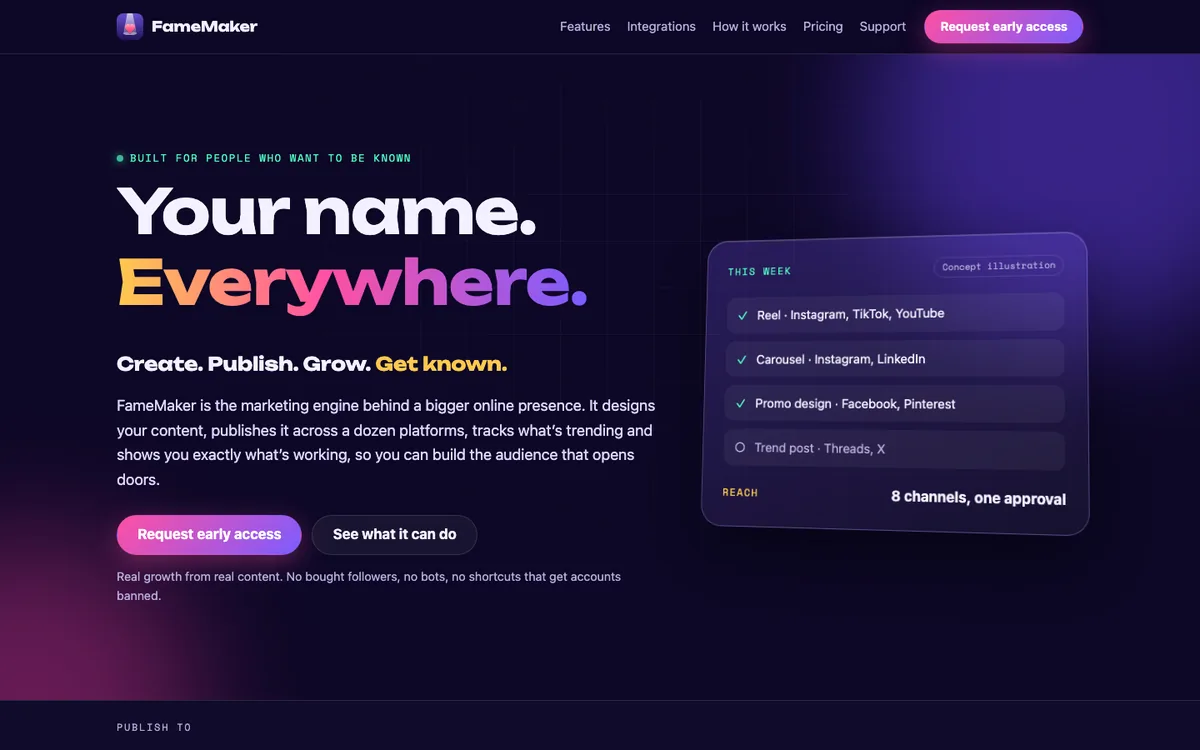 FameMaker
Features Integrations How it works Pricing Support Request early access
BUILT FOR PEOPLE WHO WANT TO BE KNOWN
Your name.
Everywhere.
Create. Publish. Grow. Get known.
FameMaker is the marketing engine behind a bigger online presence. It designs
your content, publishes it across a dozen platforms, tracks what’s trending and
shows you exactly what’s working, so you can build the audience that opens
doors.
Request early access See what it can do
Real growth from real content. No bought followers, no bots, no shortcuts that get accounts
banned.
THIS WEEK Concept illustration
Reel · Instagram, TikTok, YouTube
Carousel · Instagram, LinkedIn
Promo design · Facebook, Pinterest
Trend post · Threads, X
REACH 8 channels, one approval
PUBLISH TO